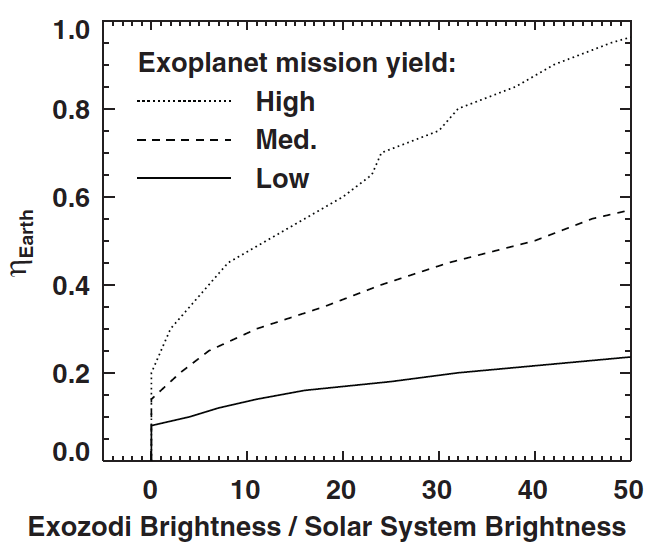 1.0
0.8
0.6
0.4
0.2
0.0
ηEarth
Exoplanet mission yield:
High
Med.
Low
0 10 20 30 40 50
Exozodi Brightness / Solar System Brightness